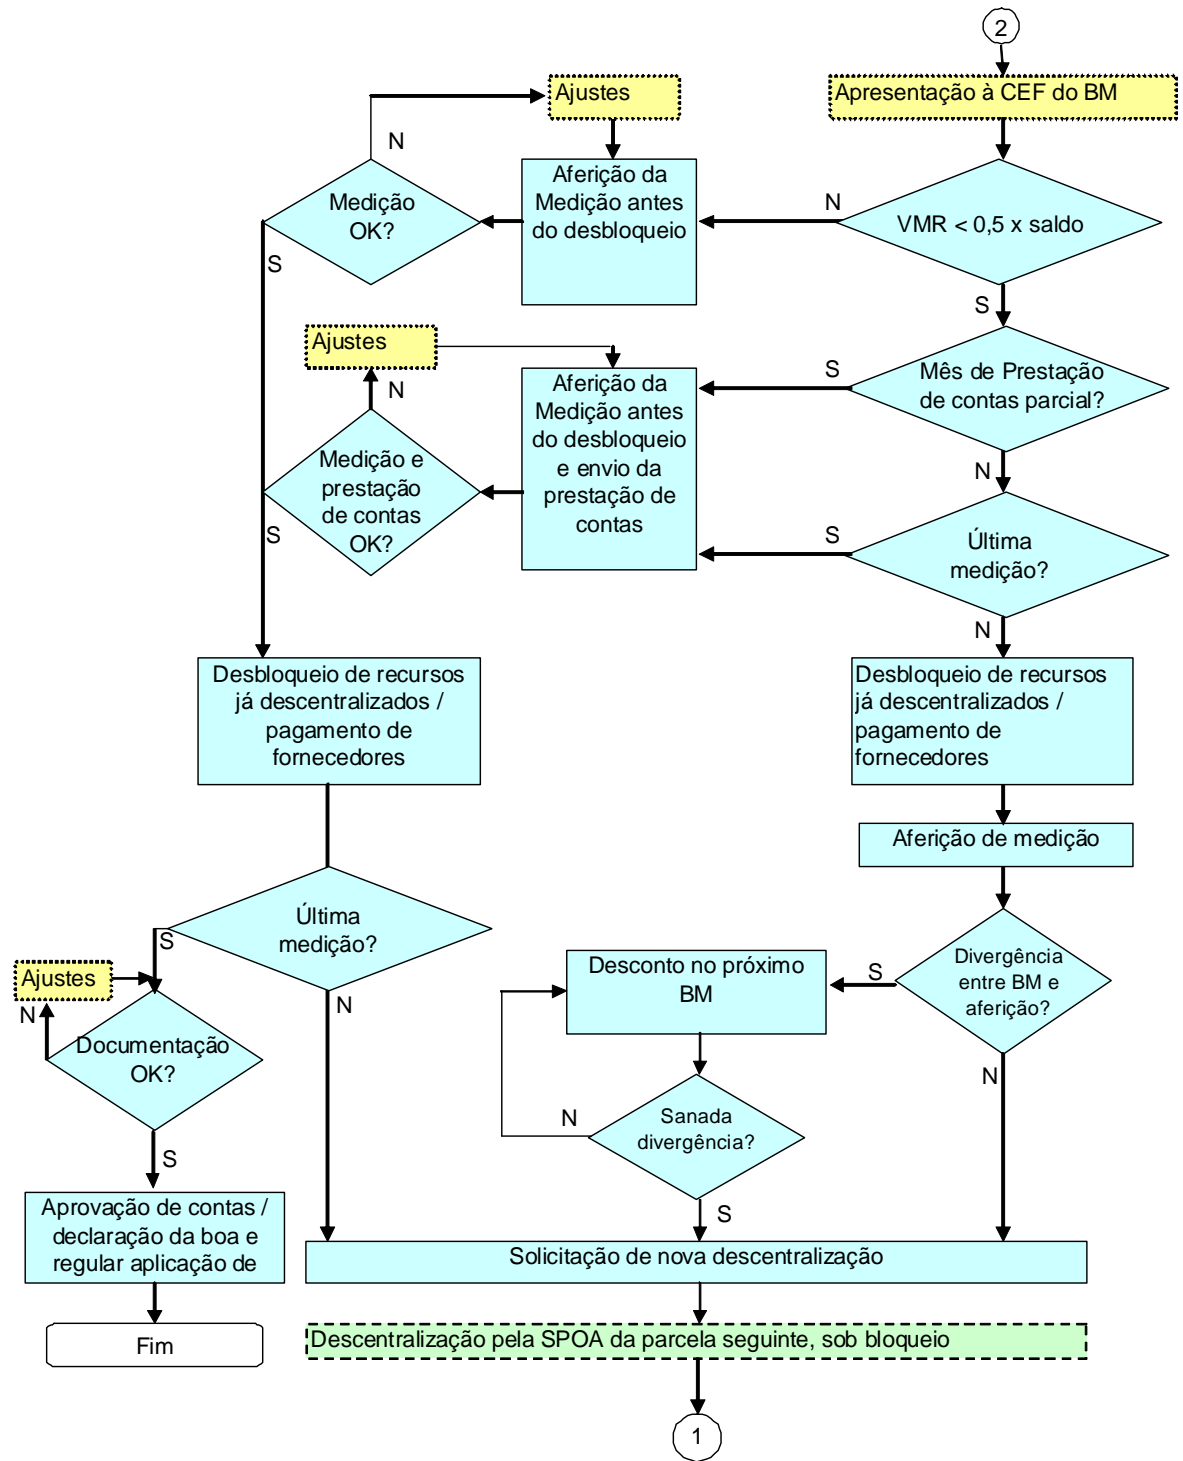 2
Ajustes
Apresentação à CEF do BM
N
Aferição da
Medição antes
do desbloqueio
Medição
OK?
N
VMR < 0,5 x saldo
S
S
Ajustes
Mês de Prestação
de contas parcial?
S
N
Aferição da
Medição antes
do desbloqueio
e envio da
prestação de
contas
Medição e
prestação
de contas
OK?
N
S
S
Última
medição?
N
Desbloqueio de recursos
já descentralizados /
pagamento de
fornecedores
Desbloqueio de recursos
já descentralizados /
pagamento de
fornecedores
Aferição de medição
Última
medição?
S
Ajustes
N
Desconto no próximo
BM
S
Divergência
entre BM e
aferição?
N
Documentação
OK?
N
N
Sanada
divergência?
S
S
Aprovação de contas /
declaração da boa e
regular aplicação de
Solicitação de nova descentralização
Fim
Descentralização pela SPOA da parcela seguinte, sob bloqueio
1